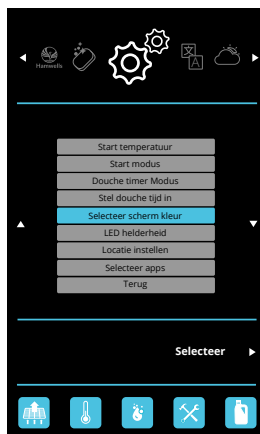 Hamwells
文
A
Start temperatuur
Start modus
Douche timer Modus
Stel douche tijd in
Selecteer scherm kleur
LED helderheid
Locatie instellen
Selecteer apps
Terug
Selecteer